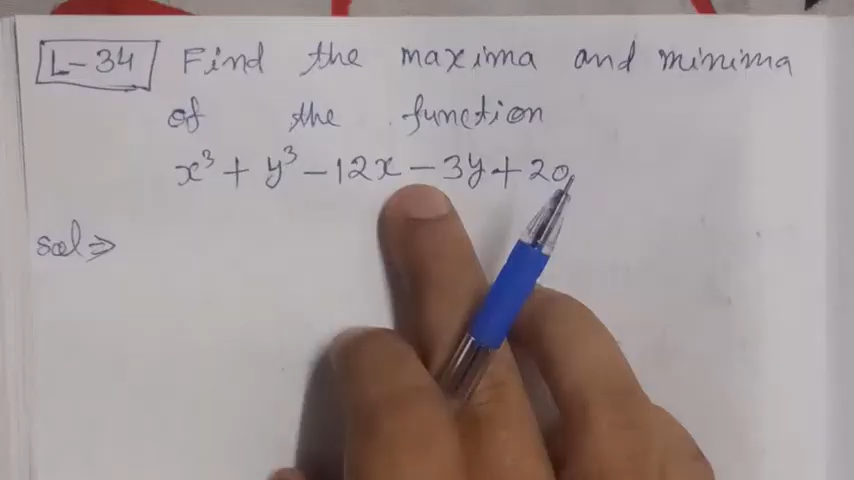 L-34 Find the maxima and minima
of the function
x³ + y³ - 12x - 3y + 20
sol ⇒